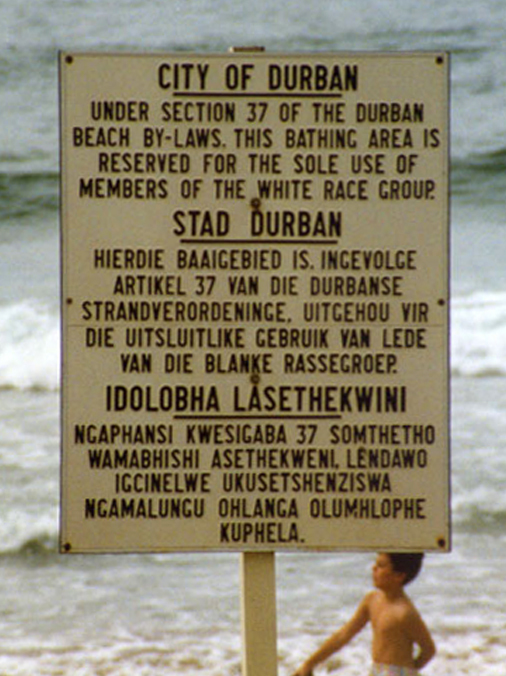 CITY OF DURBAN
UNDER SECTION 37 OF THE DURBAN
BEACH BY-LAWS. THIS BATHING AREA IS
RESERVED FOR THE SOLE USE OF
MEMBERS OF THE WHITE RACE GROUP.
STAD DURBAN
HIERDIE BAAIGEBIED IS, INGEVOLGE
ARTIKEL 37 VAN DIE DURBANSE
STRANDVERORDENINGE, UITGEHOU VIR
DIE UITSLUITLIKE GEBRUIK VAN LEDE
VAN DIE BLANKE RASSEGROEP.
IDOLOBHA LASETHEKWINI
NGAPHANSI KWESIGABA 37 SOMTHETHO
WAMABHISHI ASETHEKWENI, LENDAWO
IGCINELWE UKUSETSHENZISWA
NGAMALUNGU OHLANGA OLUMHLOPHE
KUPHELA.